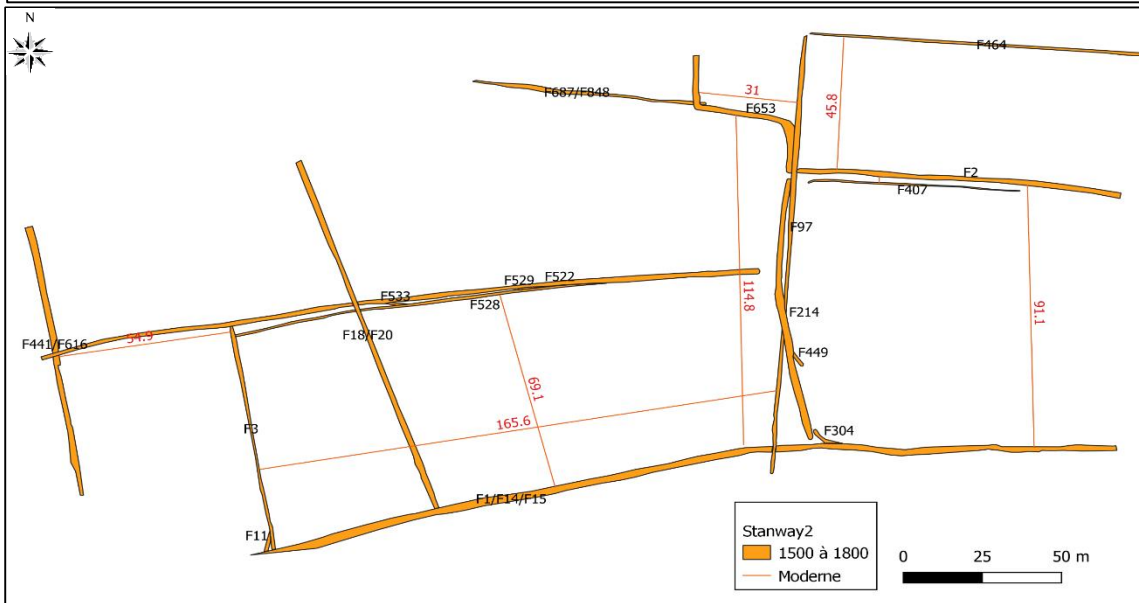 N
F464
F687/F848
31
F653
45.8
F2
F407
F97
F529
F522
F533
F528
114.8
91.1
F214
F18/F20
F441/F616
54.9
F449
69.1
165.6
F3
F304
F1/F14/F15
F11
Stanway2
1500 à 1800
Moderne
0 25 50 m